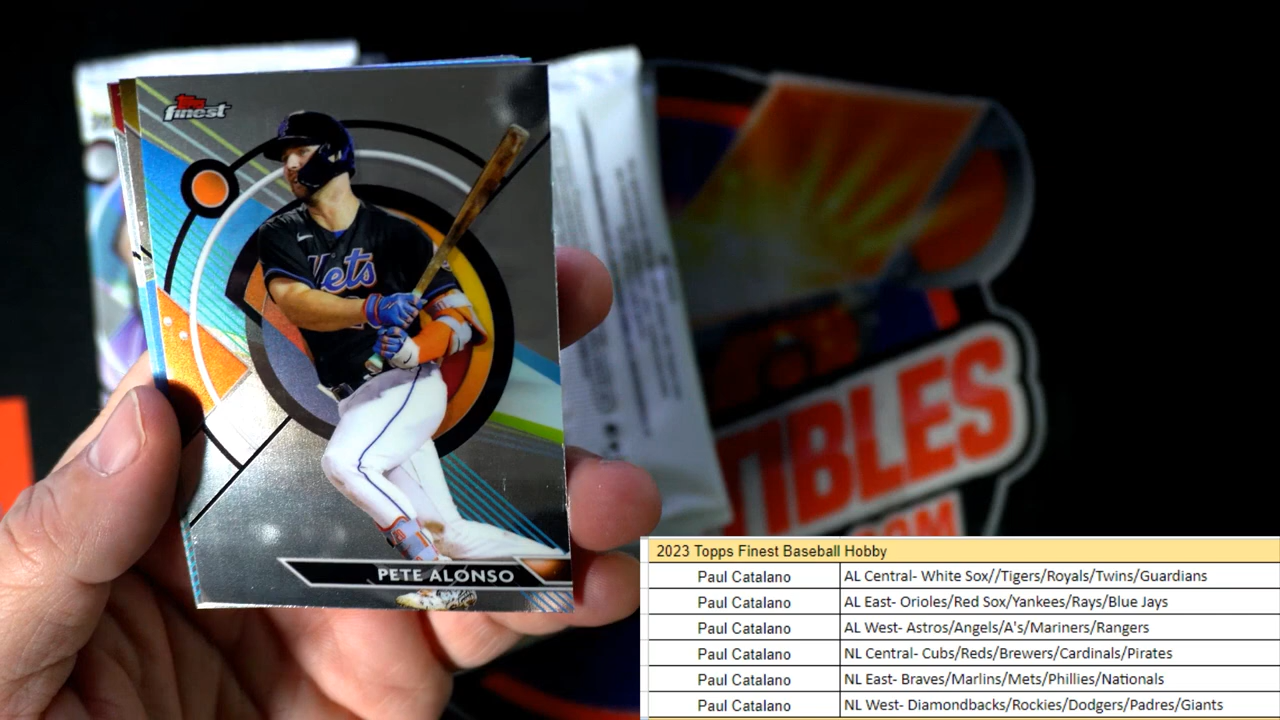 Topps
finest
Mets
PETE ALONSO
TIBLES
.COM
2023 Topps Finest Baseball Hobby
Paul Catalano AL Central- White Sox//Tigers/Royals/Twins/Guardians
Paul Catalano AL East- Orioles/Red Sox/Yankees/Rays/Blue Jays
Paul Catalano AL West- Astros/Angels/A's/Mariners/Rangers
Paul Catalano NL Central- Cubs/Reds/Brewers/Cardinals/Pirates
Paul Catalano NL East- Braves/Marlins/Mets/Phillies/Nationals
Paul Catalano NL West- Diamondbacks/Rockies/Dodgers/Padres/Giants